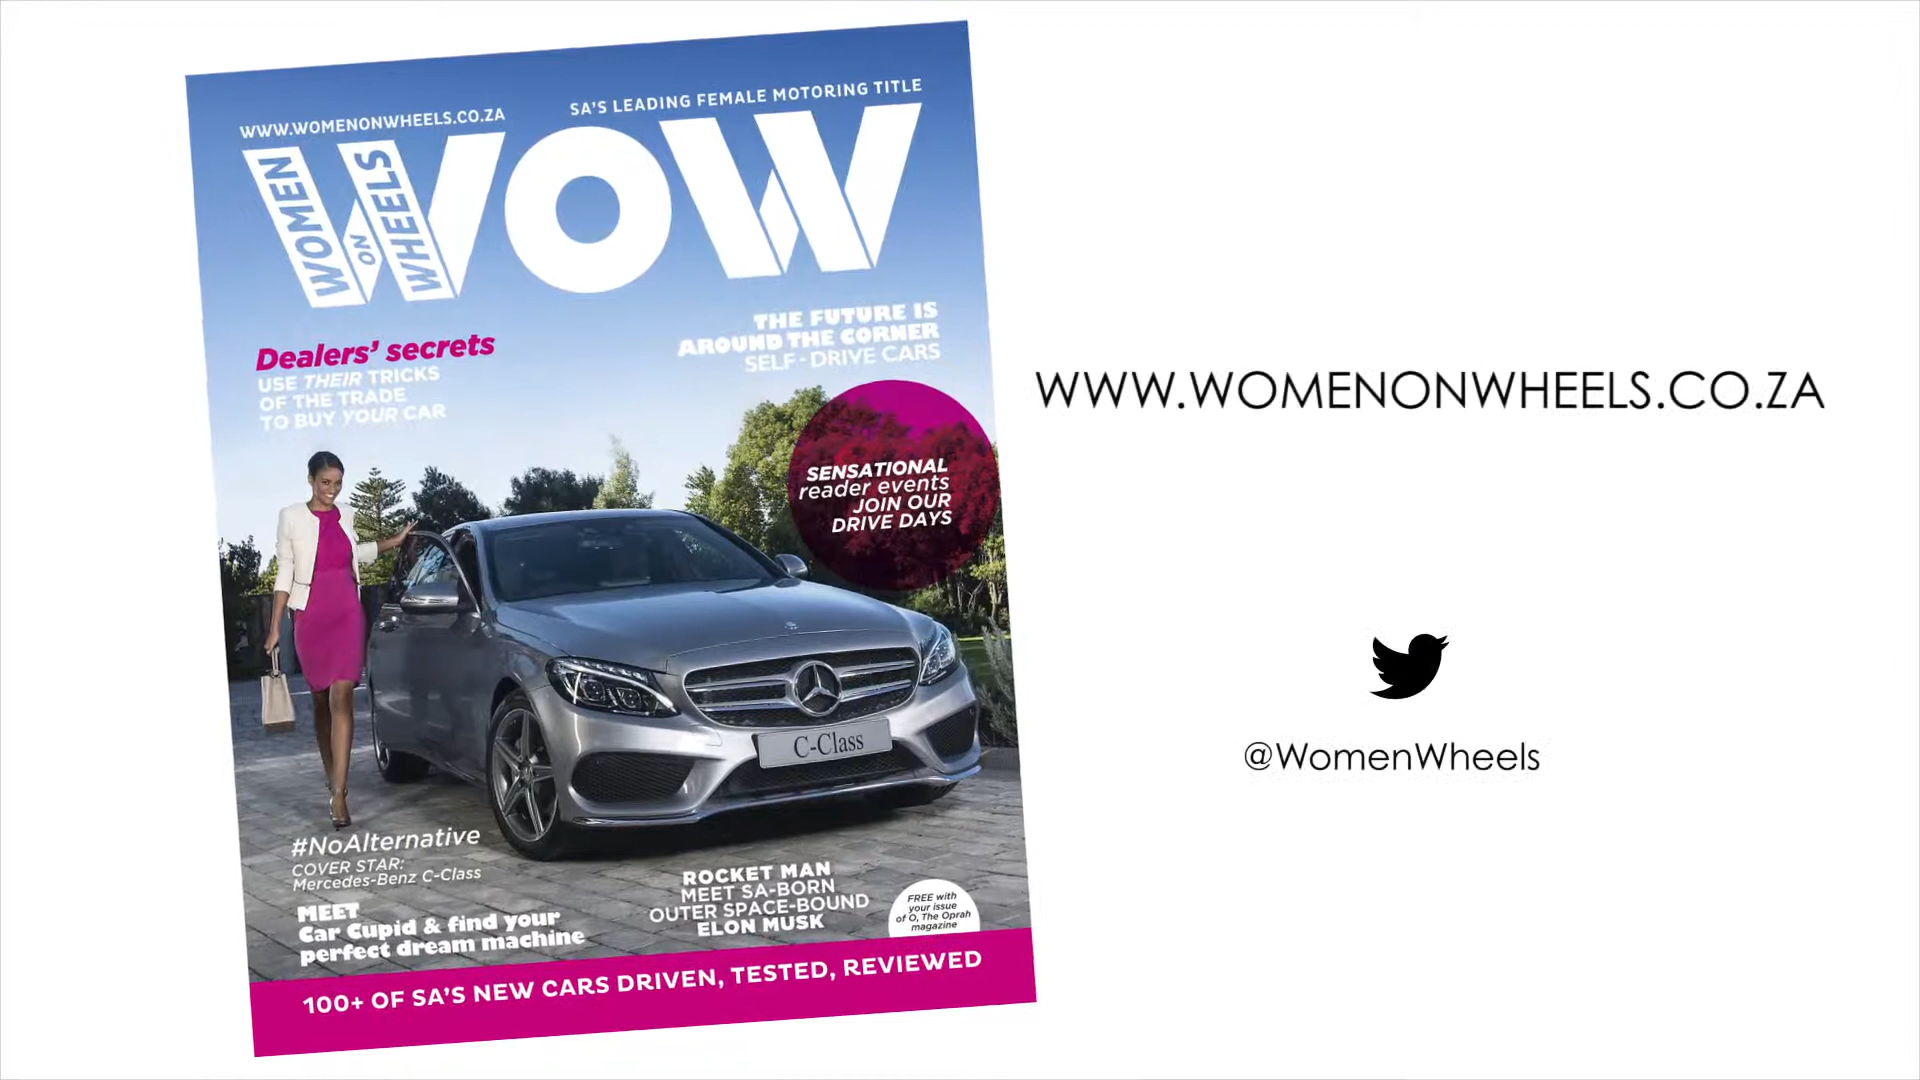 WWW.WOMENONWHEELS.CO.ZA
SA'S LEADING FEMALE MOTORING TITLE
WOW
WOMEN
ON
WHEELS
Dealers' secrets
USE THEIR TRICKS
OF THE TRADE
TO BUY YOUR CAR
THE FUTURE IS
AROUND THE CORNER
SELF - DRIVE CARS
SENSATIONAL
reader events
JOIN OUR
DRIVE DAYS
C-Class
#NoAlternative
COVER STAR:
Mercedes-Benz C-Class
MEET
Car Cupid & find your
perfect dream machine
ROCKET MAN
MEET SA-BORN
OUTER SPACE-BOUND
ELON MUSK
FREE with
your issue
of O, The Oprah
magazine
100+ OF SA'S NEW CARS DRIVEN, TESTED, REVIEWED
WWW.WOMENONWHEELS.CO.ZA
@WomenWheels